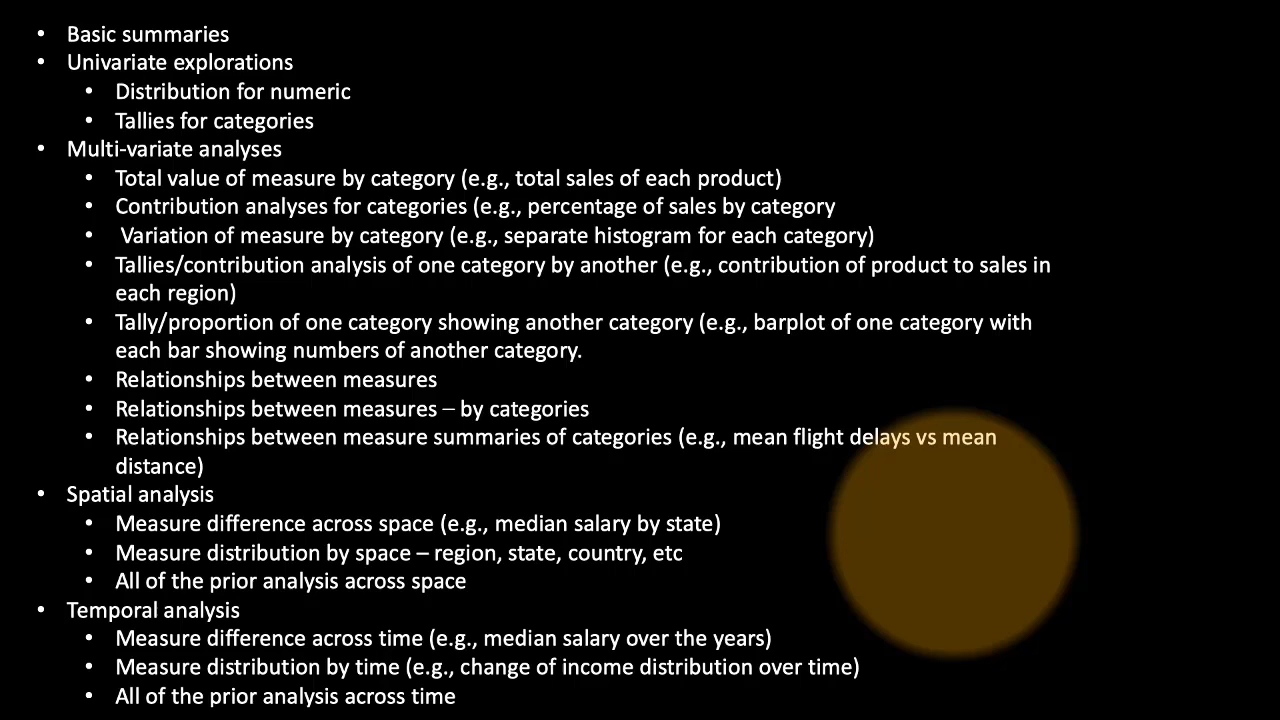 • Basic summaries
• Univariate explorations
• Distribution for numeric
• Tallies for categories
• Multi-variate analyses
• Total value of measure by category (e.g., total sales of each product)
• Contribution analyses for categories (e.g., percentage of sales by category
• Variation of measure by category (e.g., separate histogram for each category)
• Tallies/contribution analysis of one category by another (e.g., contribution of product to sales in
each region)
• Tally/proportion of one category showing another category (e.g., barplot of one category with
each bar showing numbers of another category.
• Relationships between measures
• Relationships between measures – by categories
• Relationships between measure summaries of categories (e.g., mean flight delays vs mean
distance)
• Spatial analysis
• Measure difference across space (e.g., median salary by state)
• Measure distribution by space – region, state, country, etc
• All of the prior analysis across space
• Temporal analysis
• Measure difference across time (e.g., median salary over the years)
• Measure distribution by time (e.g., change of income distribution over time)
• All of the prior analysis across time